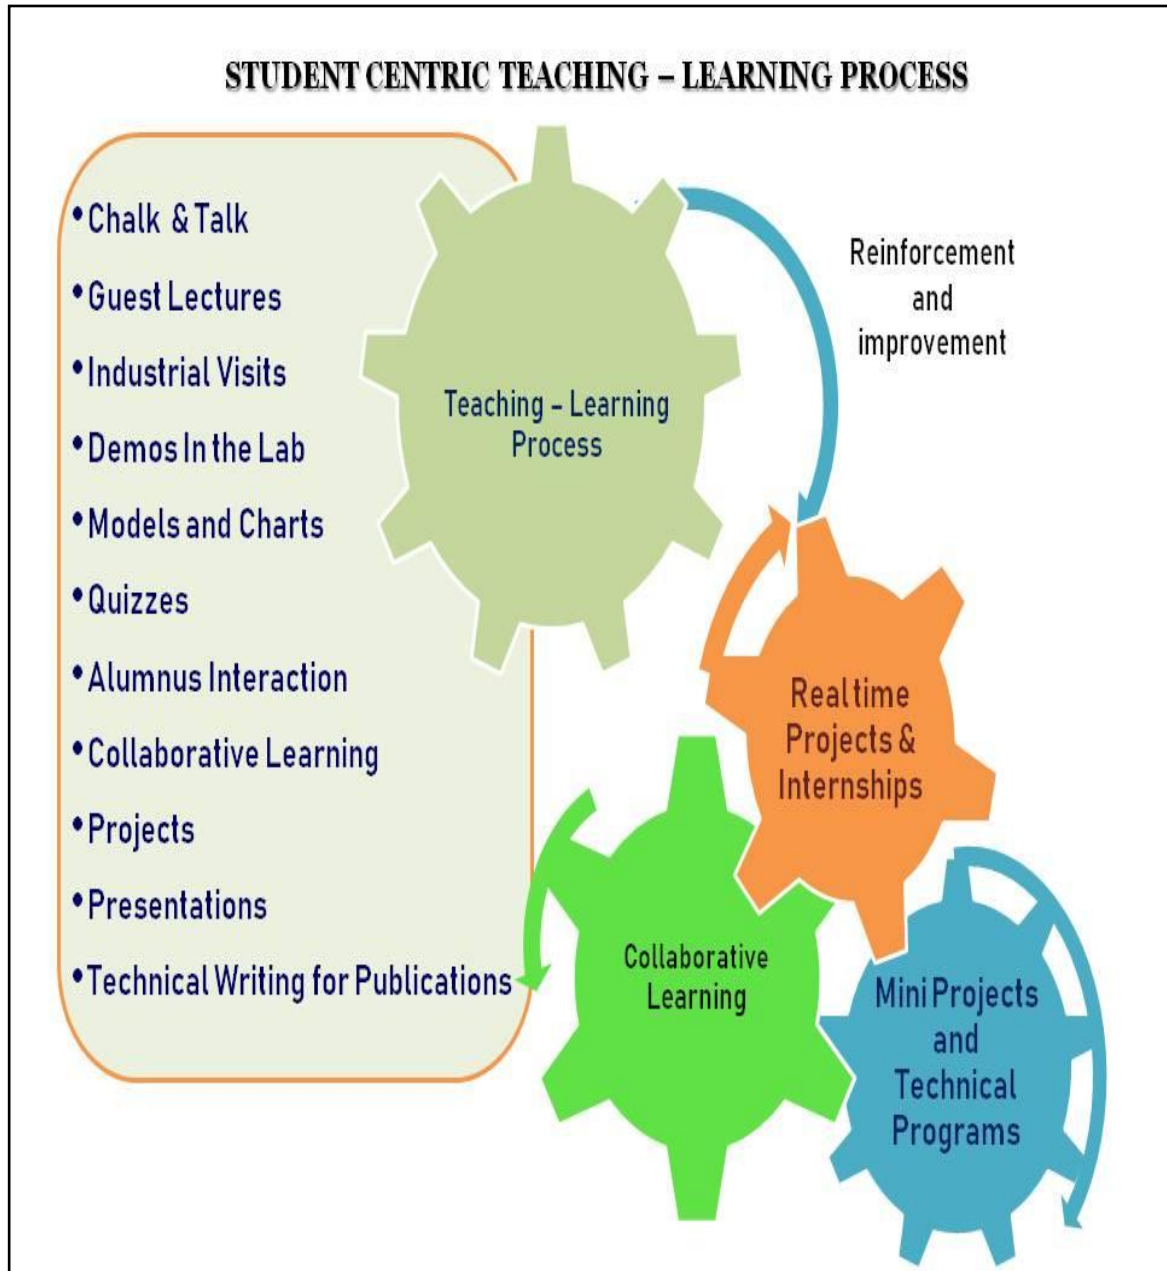 STUDENT CENTRIC TEACHING – LEARNING PROCESS
• Chalk & Talk
• Guest Lectures
• Industrial Visits
• Demos In the Lab
• Models and Charts
• Quizzes
• Alumnus Interaction
• Collaborative Learning
• Projects
• Presentations
• Technical Writing for Publications
Teaching – Learning
Process
Reinforcement
and
improvement
Real time
Projects &
Internships
Collaborative
Learning
Mini Projects
and
Technical
Programs